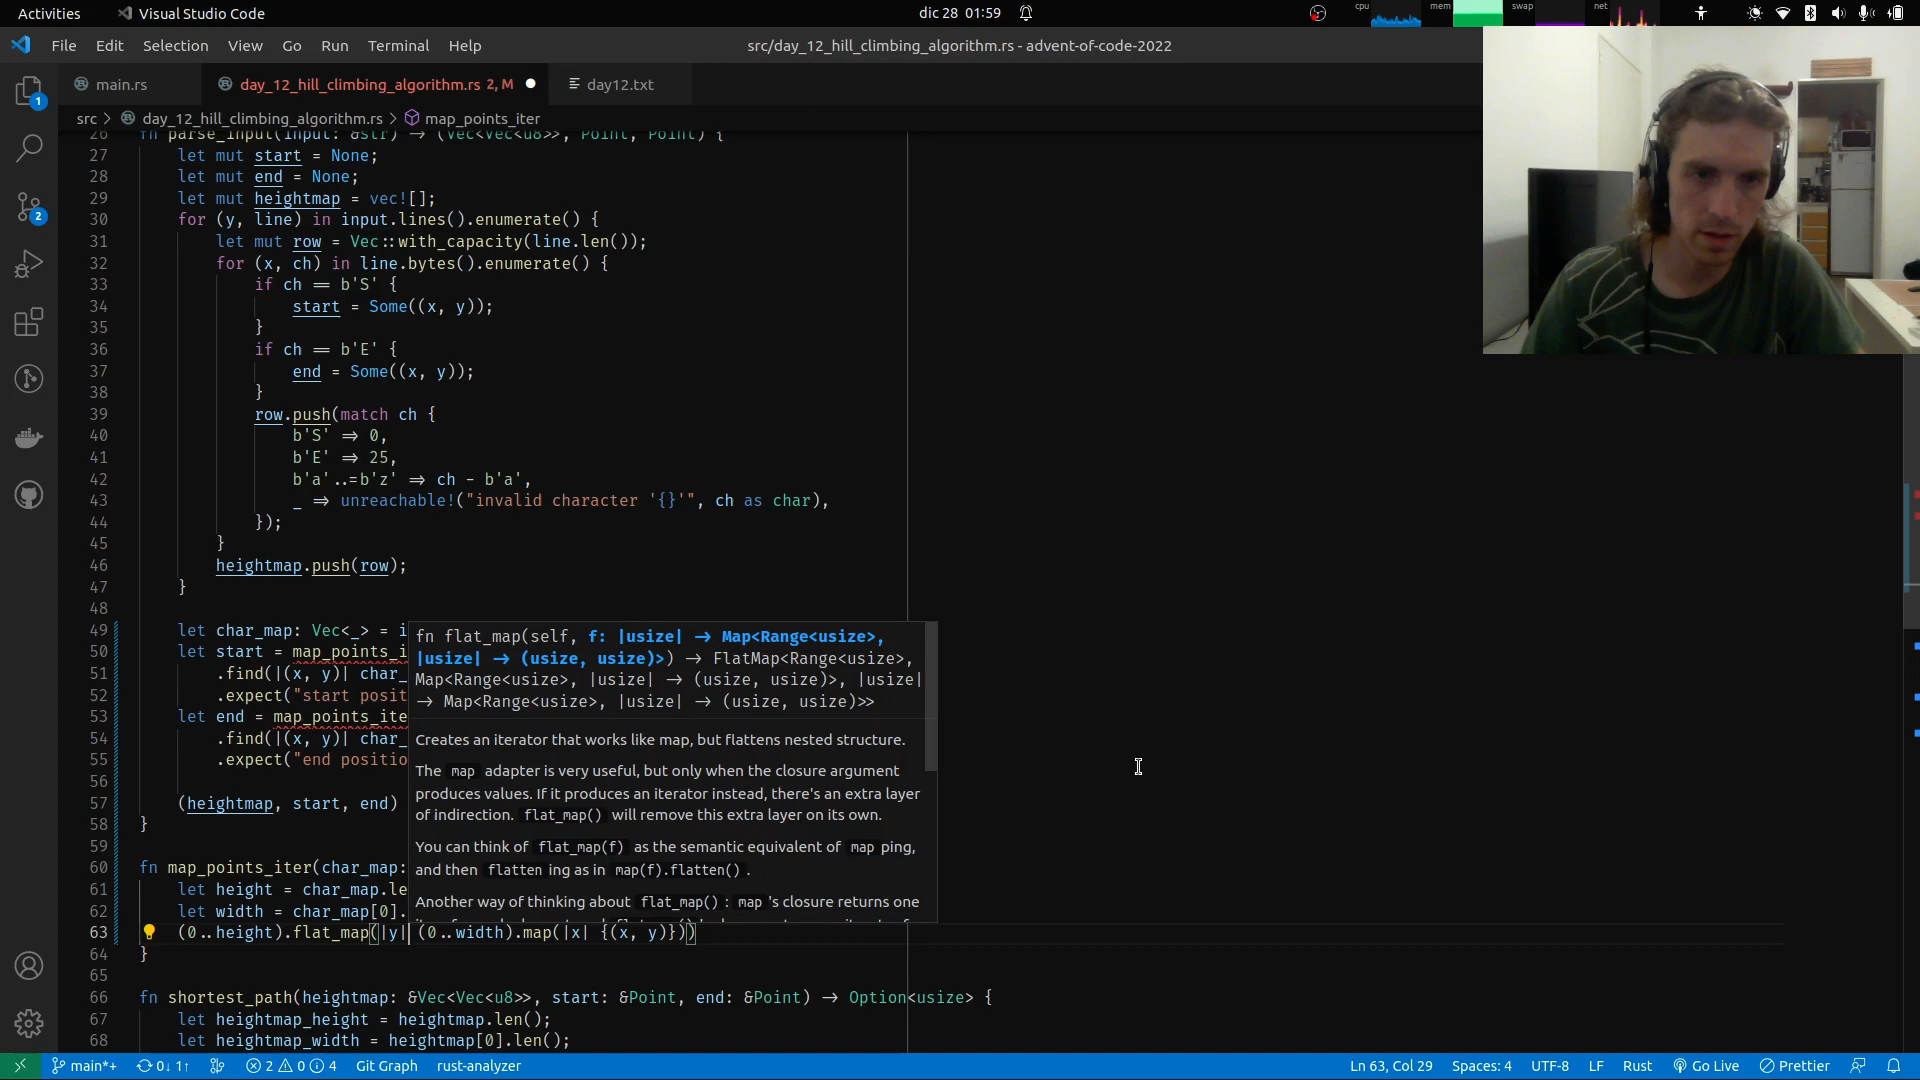 Activities
Visual Studio Code
dic 28 01:59
cpu
mem
swap
net
File Edit Selection View Go Run Terminal Help
src/day_12_hill_climbing_algorithm.rs - advent-of-code-2022
main.rs
day_12_hill_climbing_algorithm.rs 2, M
day12.txt
src > day_12_hill_climbing_algorithm.rs > map_points_iter
26 fn parse_input(input: &str) → (Vec<Vec<u8>>, Point, Point) {
27 let mut start = None;
28 let mut end = None;
29 let mut heightmap = vec![];
30 for (y, line) in input.lines().enumerate() {
31 let mut row = Vec::with_capacity(line.len());
32 for (x, ch) in line.bytes().enumerate() {
33 if ch == b'S' {
34 start = Some((x, y));
35 }
36 if ch == b'E' {
37 end = Some((x, y));
38 }
39 row.push(match ch {
40 b'S' ⇒ 0,
41 b'E' ⇒ 25,
42 b'a'..=b'z' ⇒ ch - b'a',
43 _ ⇒ unreachable!("invalid character '{}'", ch as char),
44 });
45 }
46 heightmap.push(row);
47 }
48
49 let char_map: Vec<_> = i
50 let start = map_points_i
51 .find(|(x, y)| char_
52 .expect("start posit
53 let end = map_points_ite
54 .find(|(x, y)| char_
55 .expect("end positio
56
57 (heightmap, start, end)
58 }
59
60 fn map_points_iter(char_map:
61 let height = char_map.le
62 let width = char_map[0].
63 (0..height).flat_map(|y| (0..width).map(|x| {(x, y)}))
64 }
65
66 fn shortest_path(heightmap: &Vec<Vec<u8>>, start: &Point, end: &Point) → Option<usize> {
67 let heightmap_height = heightmap.len();
68 let heightmap_width = heightmap[0].len();
fn flat_map(self, f: |usize| → Map<Range<usize>,
|usize| → (usize, usize)>) → FlatMap<Range<usize>,
Map<Range<usize>, |usize| → (usize, usize)>, |usize|
→ Map<Range<usize>, |usize| → (usize, usize)>>
Creates an iterator that works like map, but flattens nested structure.
The map adapter is very useful, but only when the closure argument
produces values. If it produces an iterator instead, there's an extra layer
of indirection. flat_map() will remove this extra layer on its own.
You can think of flat_map(f) as the semantic equivalent of map ping,
and then flatten ing as in map(f).flatten() .
Another way of thinking about flat_map() : map 's closure returns one
1
2
main*+ 0↓ 1↑ 2 0 4 Git Graph rust-analyzer
Ln 63, Col 29 Spaces: 4 UTF-8 LF Rust Go Live Prettier